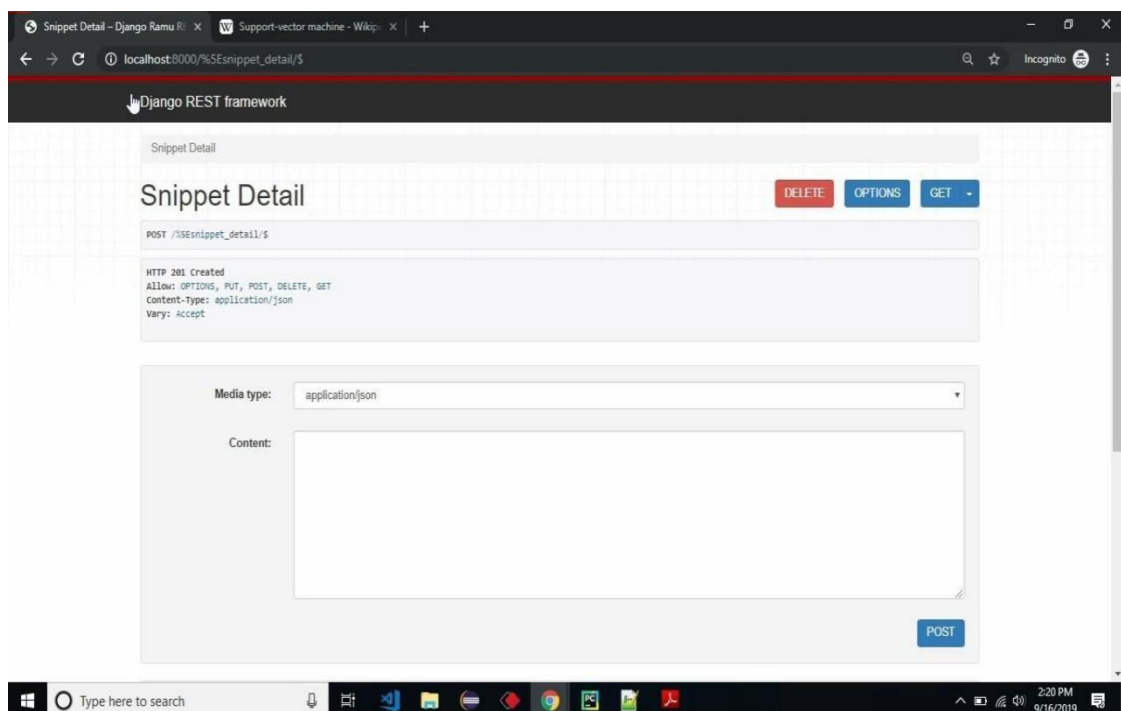 Snippet Detail – Django Ramu RE
Support-vector machine - Wikip
localhost:8000/%5Esnippet_detail/$
Incognito
Django REST framework
Snippet Detail
Snippet Detail
DELETE
OPTIONS
GET
POST /%5Esnippet_detail/$
HTTP 201 Created
Allow: OPTIONS, PUT, POST, DELETE, GET
Content-Type: application/json
Vary: Accept
Media type:
application/json
Content:
POST
Type here to search
2:20 PM
9/16/2019